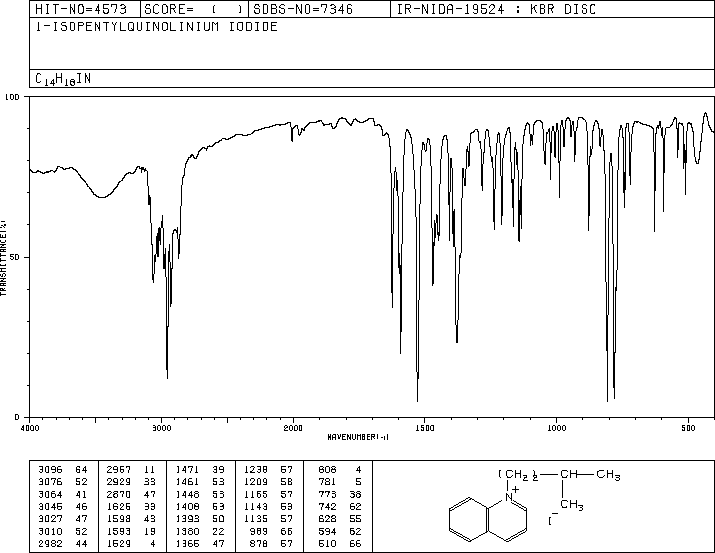 HIT-NO=4573 SCORE= ( ) SDBS-NO=7346 IR-NIDA-19524 : KBR DISC
1-ISOPENTYLQUINOLINIUM IODIDE
C14H18IN
100
50
0
TRANSMITTANCE(%)
4000 3000 2000 1500 1000 500
WAVENUMBER(-1)
3096 64 2957 11 1471 39 1238 57 808 4
3076 52 2929 33 1461 53 1209 58 781 5
3064 41 2870 47 1448 53 1165 57 773 38
3045 46 1625 33 1408 53 1143 53 742 62
3027 47 1598 43 1393 50 1135 57 628 55
3010 52 1593 19 1380 22 989 66 594 62
2982 44 1529 4 1365 47 878 57 510 66
(CH2)2 CH CH3
CH3
N+
I-